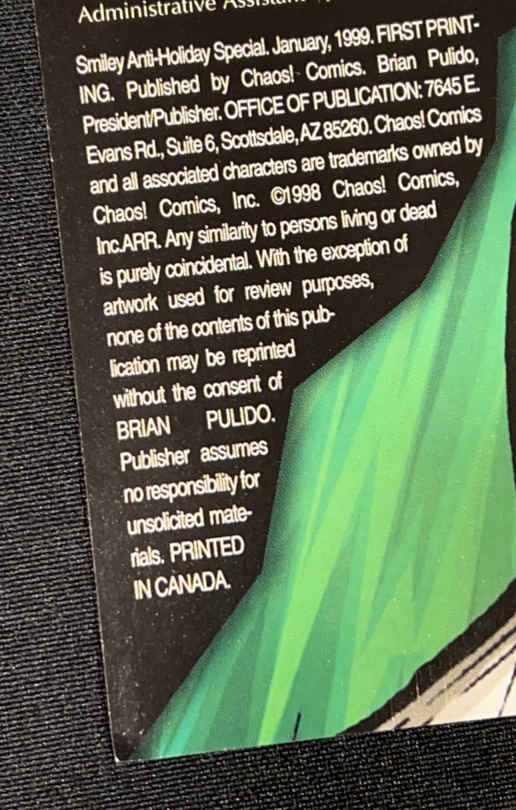 Administrative
Smiley Anti-Holiday Special. January, 1999. FIRST PRINT-
ING. Published by Chaos! Comics. Brian Pulido,
President/Publisher. OFFICE OF PUBLICATION: 7645 E.
Evans Rd., Suite 6, Scottsdale, AZ 85260. Chaos! Comics
and all associated characters are trademarks owned by
Chaos! Comics, Inc. ©1998 Chaos! Comics,
Inc.ARR. Any similarity to persons living or dead
is purely coincidental. With the exception of
artwork used for review purposes,
none of the contents of this pub-
lication may be reprinted
without the consent of
BRIAN PULIDO.
Publisher assumes
no responsibility for
unsolicited mate-
rials. PRINTED
IN CANADA.